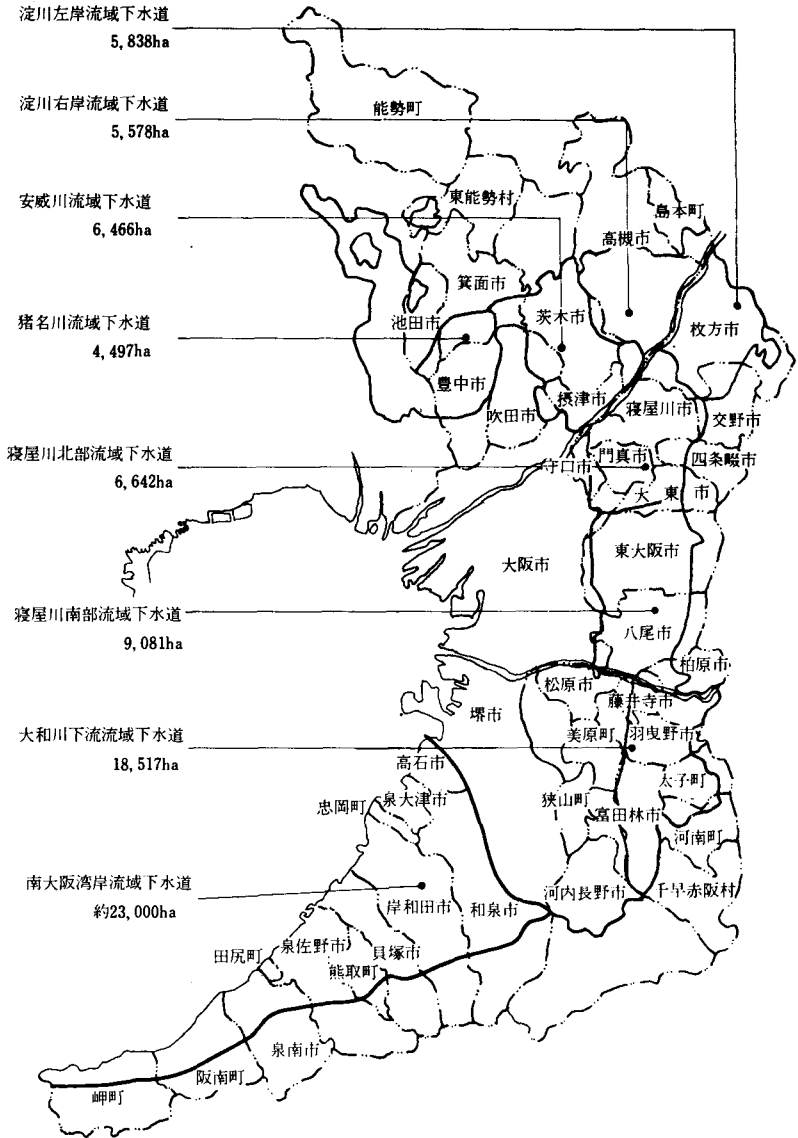 淀川左岸流域下水道
5,838ha
淀川右岸流域下水道
5,578ha
安威川流域下水道
6,466ha
猪名川流域下水道
4,497ha
寝屋川北部流域下水道
6,642ha
寝屋川南部流域下水道
9,081ha
大和川下流流域下水道
18,517ha
南大阪湾岸流域下水道
約23,000ha
能勢町
東能勢村
島本町
高槻市
箕面市
池田市
茨木市
枚方市
豊中市
摂津市
寝屋川市
吹田市
交野市
門真市
守口市
四条畷市
大東市
大阪市
東大阪市
八尾市
柏原市
松原市
藤井寺市
堺市
美原町
羽曳野市
高石市
太子町
泉大津市
狭山町
忠岡町
富田林市
河南町
河内長野市
千早赤阪村
岸和田市
和泉市
泉佐野市
貝塚市
田尻町
熊取町
泉南市
阪南町
岬町